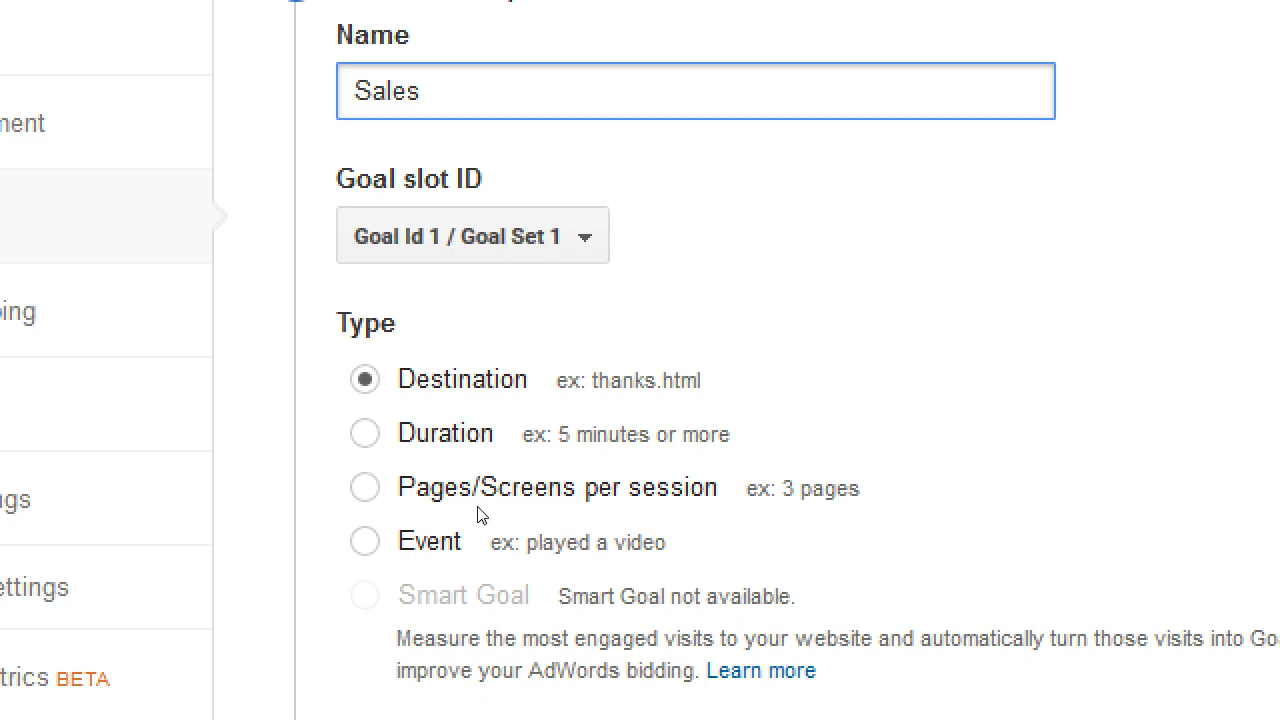 Name
Sales
ment
Goal slot ID
Goal Id 1 / Goal Set 1
ping
Type
Destination ex: thanks.html
Duration ex: 5 minutes or more
Pages/Screens per session ex: 3 pages
ngs
Event ex: played a video
ettings
Smart Goal Smart Goal not available.
Measure the most engaged visits to your website and automatically turn those visits into Go
improve your AdWords bidding. Learn more
trics BETA